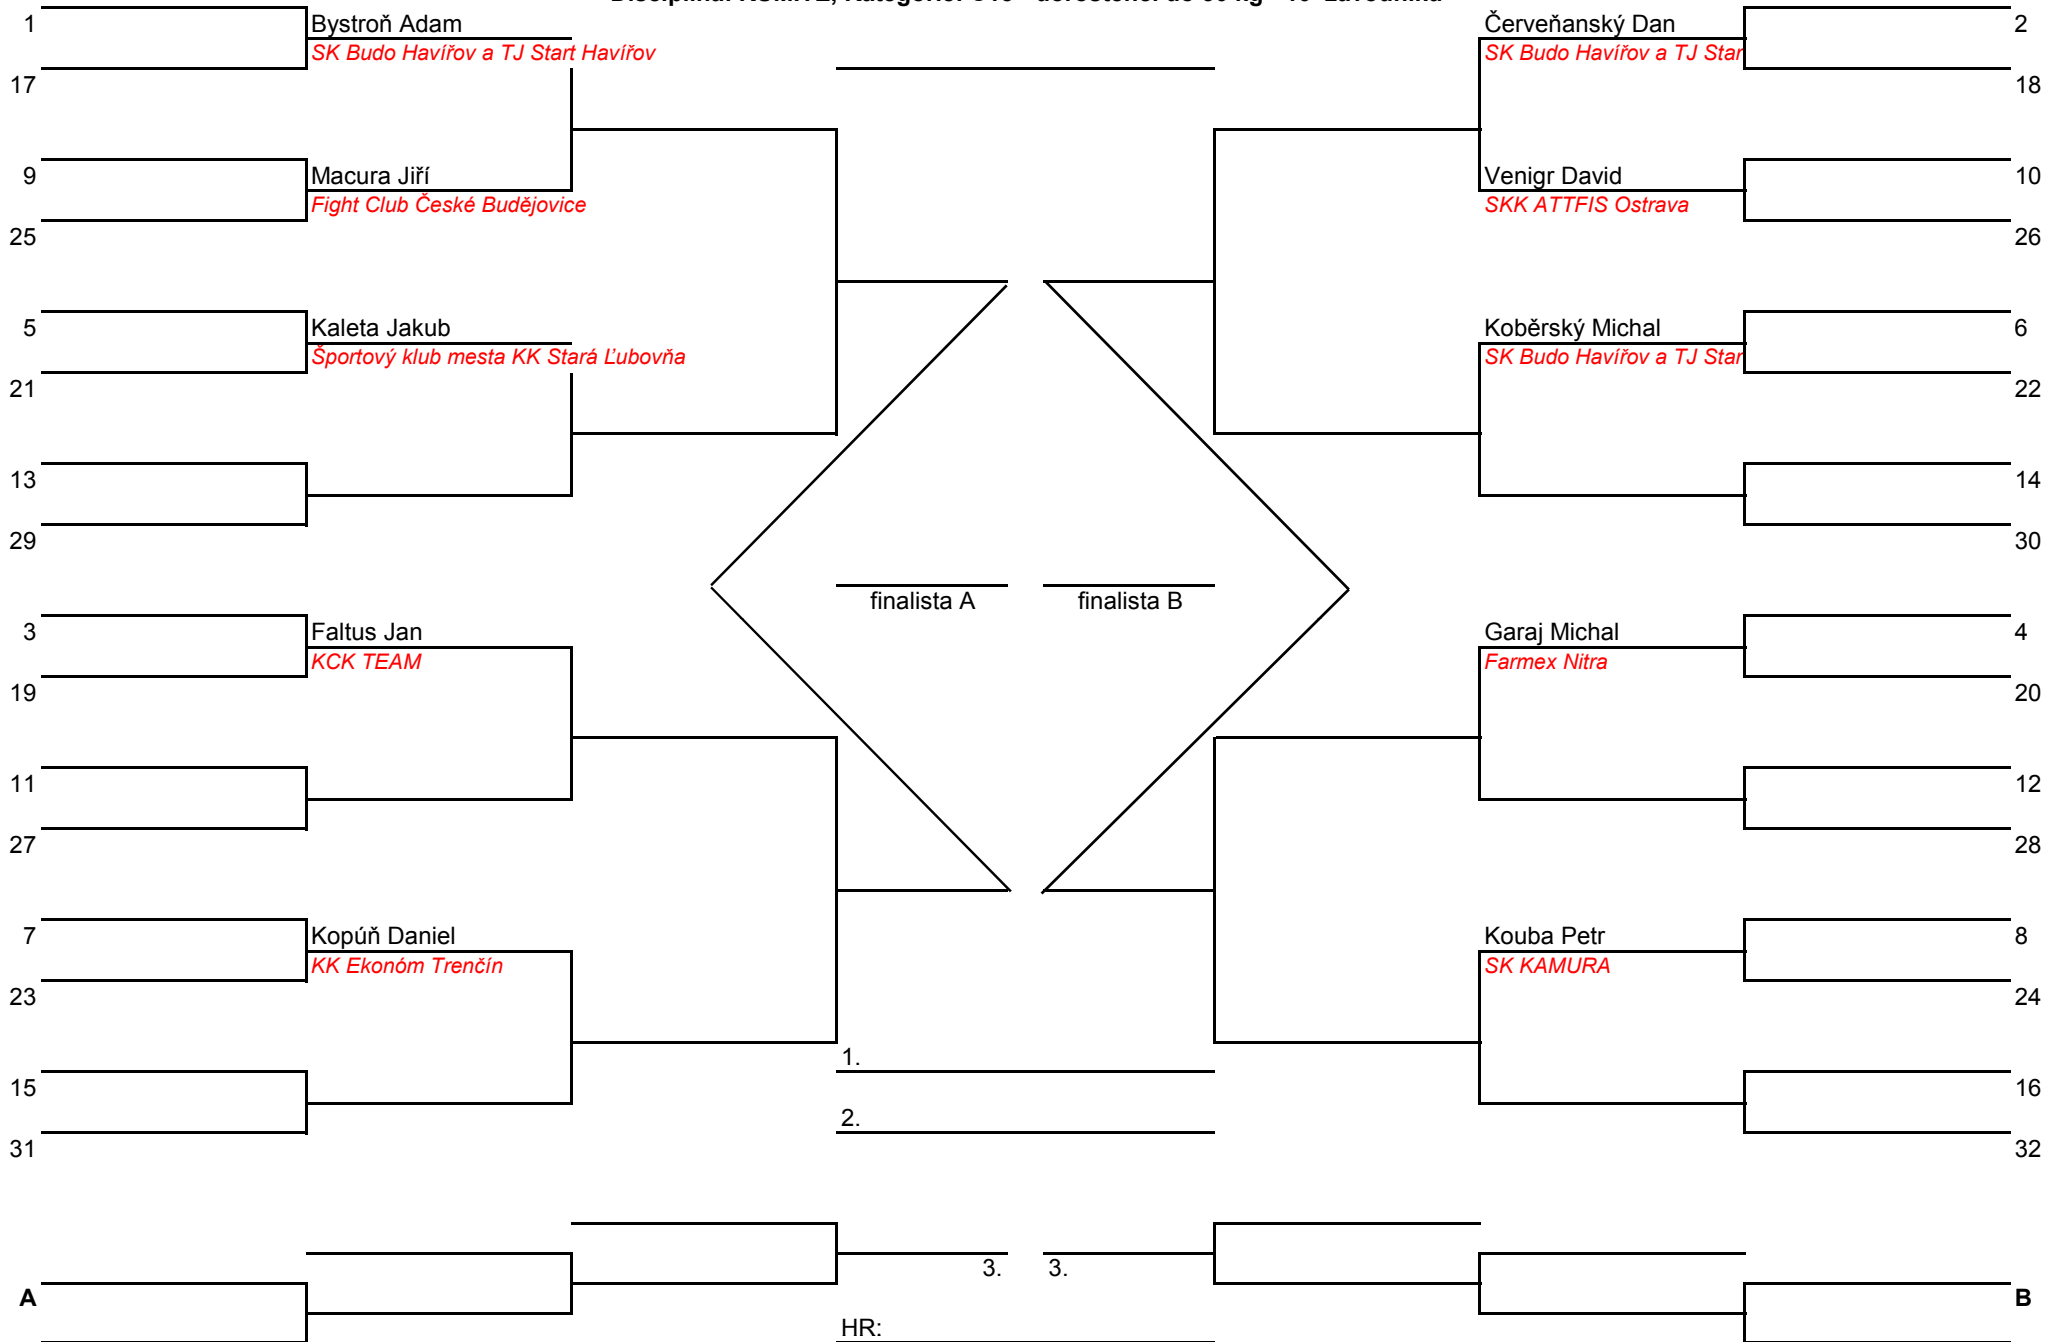 1
Bystroň Adam
SK Budo Havířov a TJ Start Havířov
17
9
Macura Jiří
Fight Club České Budějovice
25
5
Kaleta Jakub
Športový klub mesta KK Stará Ľubovňa
21
13
29
3
Faltus Jan
KCK TEAM
19
11
27
7
Kopúň Daniel
KK Ekonóm Trenčín
23
15
31
finalista A
finalista B
1.
2.
3.
3.
HR:
A
Červeňanský Dan
2
SK Budo Havířov a TJ Star
18
Venigr David
10
SKK ATTFIS Ostrava
26
Koběrský Michal
6
SK Budo Havířov a TJ Star
22
14
30
Garaj Michal
4
Farmex Nitra
20
12
28
Kouba Petr
8
SK KAMURA
24
16
32
B